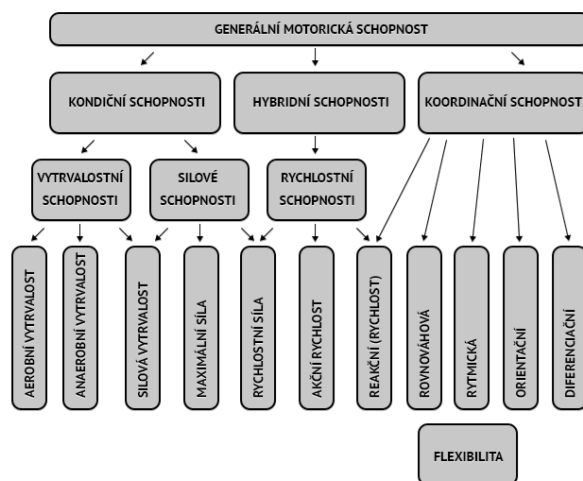 GENERÁLNÍ MOTORICKÁ SCHOPNOST
KONDIČNÍ SCHOPNOSTI
HYBRIDNÍ SCHOPNOSTI
KOORDINAČNÍ SCHOPNOST
VYTRVALOSTNÍ
SCHOPNOSTI
SILOVÉ
SCHOPNOSTI
RYCHLOSTNÍ
SCHOPNOSTI
AEROBNÍ VYTRVALOST
ANAEROBNÍ VYTRVALOST
SILOVÁ VYTRVALOST
MAXIMÁLNÍ SÍLA
RYCHLOSTNÍ SÍLA
AKČNÍ RYCHLOST
REAKČNÍ (RYCHLOST)
ROVNOVÁHOVÁ
RYTMICKÁ
ORIENTAČNÍ
DIFERENCIAČNÍ
FLEXIBILITA